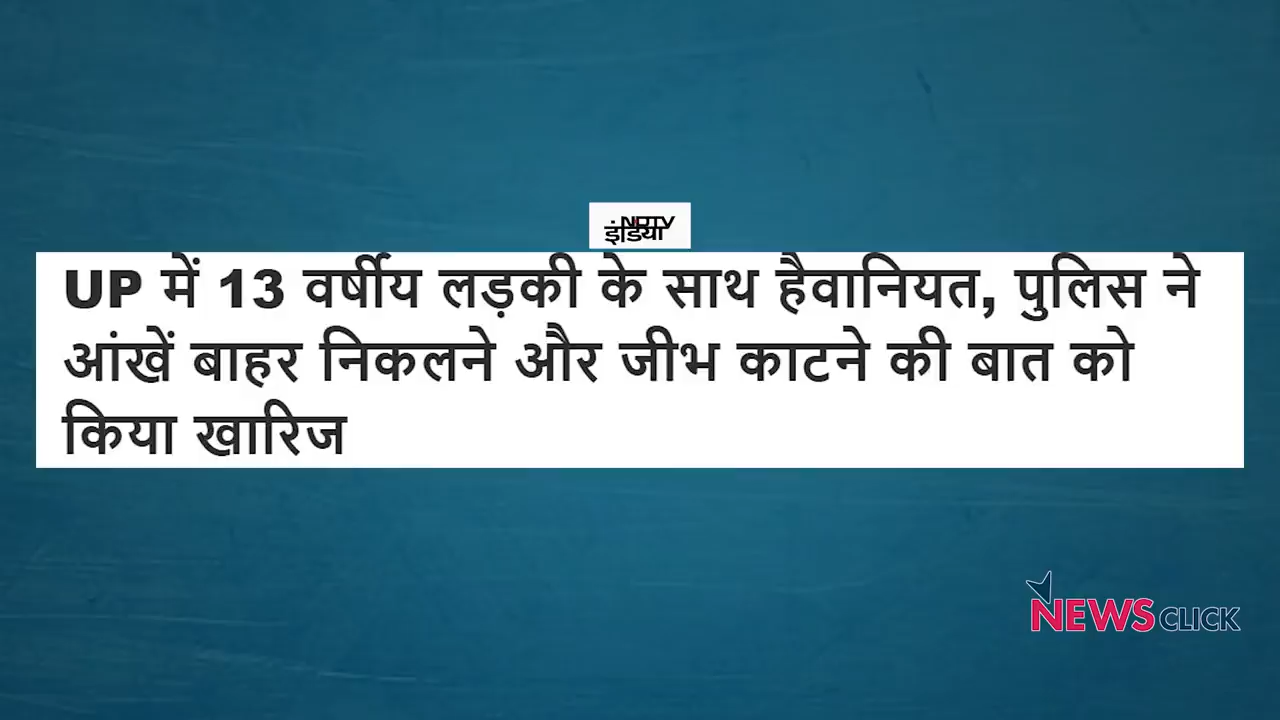 NDTV
इंडिया
UP में 13 वर्षीय लड़की के साथ हैवानियत, पुलिस ने
आंखें बाहर निकलने और जीभ काटने की बात को
किया खारिज
NEWSCLICK